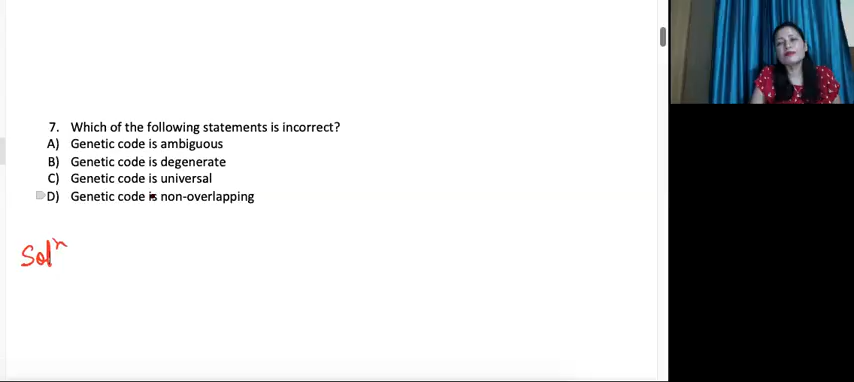 7. Which of the following statements is incorrect?
A) Genetic code is ambiguous
B) Genetic code is degenerate
C) Genetic code is universal
D) Genetic code is non-overlapping
Solⁿ